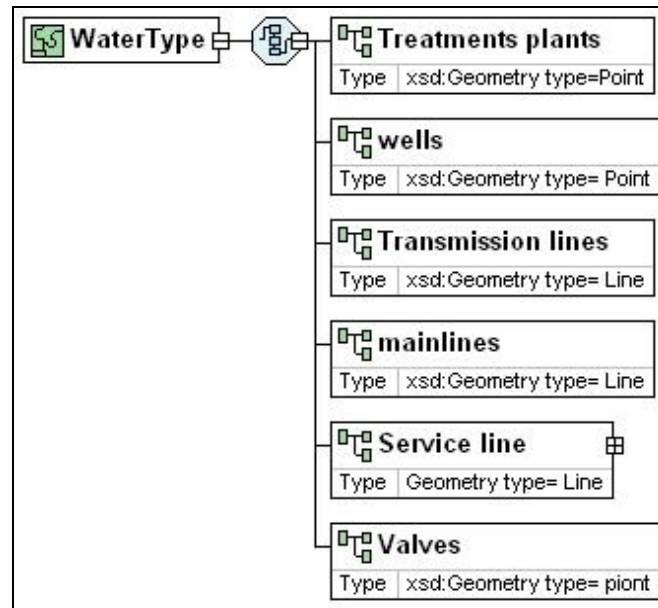 WaterType
Treatments plants
Type xsd:Geometry type=Point
wells
Type xsd:Geometry type= Point
Transmission lines
Type xsd:Geometry type= Line
mainlines
Type xsd:Geometry type= Line
Service line
Type Geometry type= Line
Valves
Type xsd:Geometry type= piont